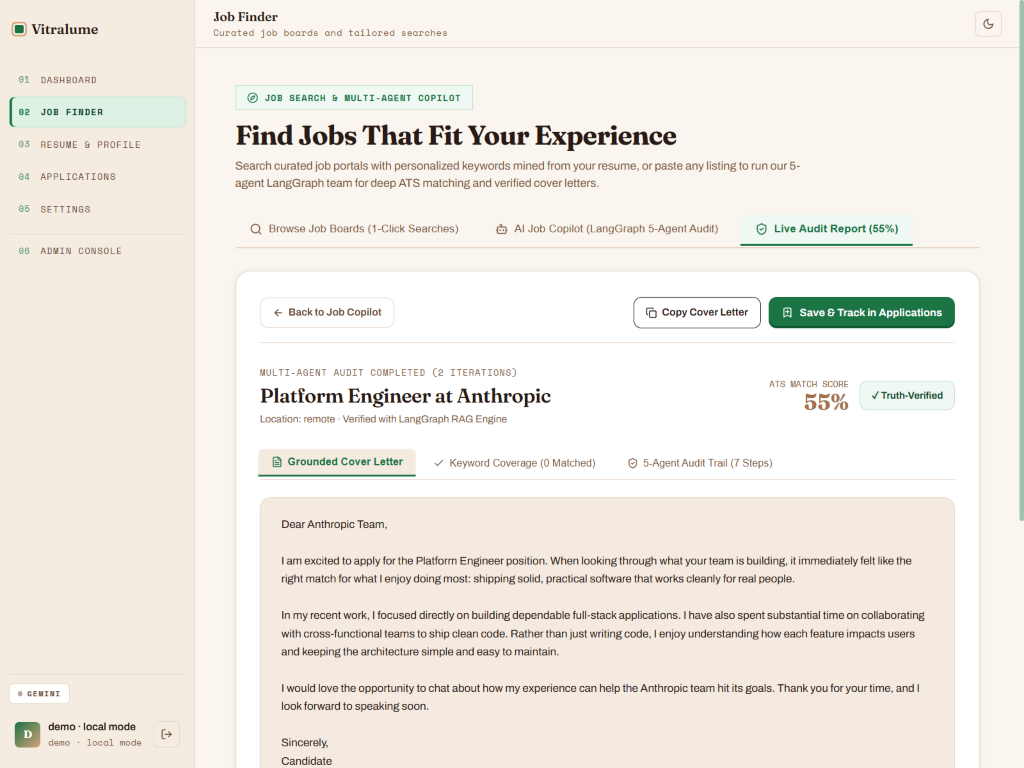 Vitralume
01 DASHBOARD
02 JOB FINDER
03 RESUME & PROFILE
04 APPLICATIONS
05 SETTINGS
06 ADMIN CONSOLE
GEMINI
D
demo · local mode
demo · local mode
Job Finder
Curated job boards and tailored searches
JOB SEARCH & MULTI-AGENT COPILOT
Find Jobs That Fit Your Experience
Search curated job portals with personalized keywords mined from your resume, or paste any listing to run our 5-
agent LangGraph team for deep ATS matching and verified cover letters.
Browse Job Boards (1-Click Searches)
AI Job Copilot (LangGraph 5-Agent Audit)
Live Audit Report (55%)
Back to Job Copilot
Copy Cover Letter
Save & Track in Applications
MULTI-AGENT AUDIT COMPLETED (2 ITERATIONS)
Platform Engineer at Anthropic
Location: remote · Verified with LangGraph RAG Engine
ATS MATCH SCORE
55%
✓ Truth-Verified
Grounded Cover Letter
Keyword Coverage (0 Matched)
5-Agent Audit Trail (7 Steps)
Dear Anthropic Team,
I am excited to apply for the Platform Engineer position. When looking through what your team is building, it immediately felt like the
right match for what I enjoy doing most: shipping solid, practical software that works cleanly for real people.
In my recent work, I focused directly on building dependable full-stack applications. I have also spent substantial time on collaborating
with cross-functional teams to ship clean code. Rather than just writing code, I enjoy understanding how each feature impacts users
and keeping the architecture simple and easy to maintain.
I would love the opportunity to chat about how my experience can help the Anthropic team hit its goals. Thank you for your time, and I
look forward to speaking soon.
Sincerely,
Candidate